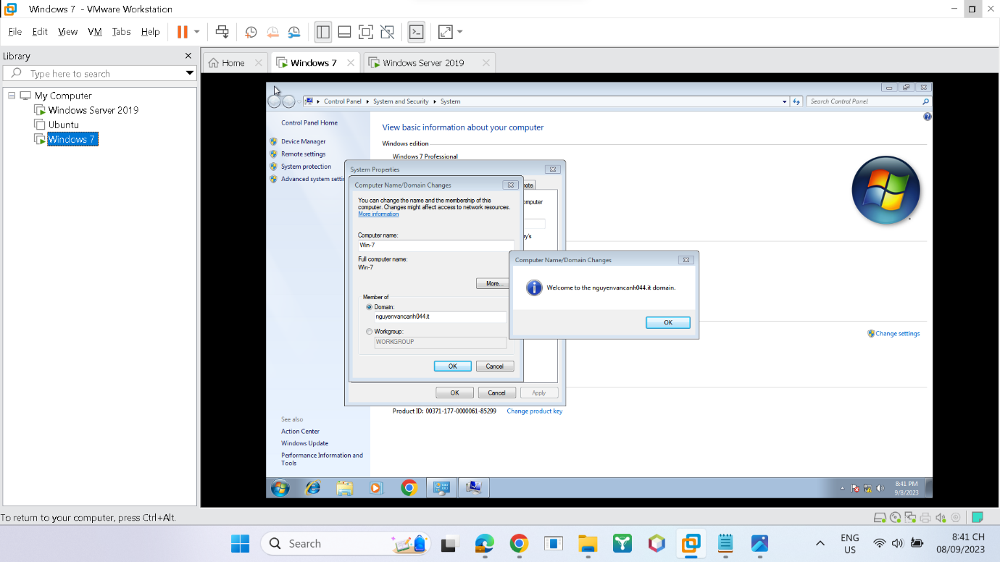 Windows 7 - VMware Workstation
File Edit View VM Tabs Help
Library
Type here to search
My Computer
Windows Server 2019
Ubuntu
Windows 7
Home
Windows 7
Windows Server 2019
Control Panel
System and Security
System
Search Control Panel
Control Panel Home
Device Manager
Remote settings
System protection
Advanced system settin
View basic information about your computer
Windows edition
Windows 7 Professional
System Properties
Computer Name/Domain Changes
note
You can change the name and the membership of this
computer. Changes might affect access to network resources.
More information
omputer
ry's
Computer name:
Win-7
Full computer name:
Win-7
More...
Member of
Domain:
nguyenvancanh044.it
Workgroup:
WORKGROUP
OK Cancel
OK Cancel Apply
Computer Name/Domain Changes
Welcome to the nguyenvancanh044.it domain.
OK
Change settings
Product ID: 00371-177-0000061-85299 Change product key
See also
Action Center
Windows Update
Performance Information and
Tools
8:41 PM
9/8/2023
To return to your computer, press Ctrl+Alt.
Search
ENG
US
8:41 CH
08/09/2023